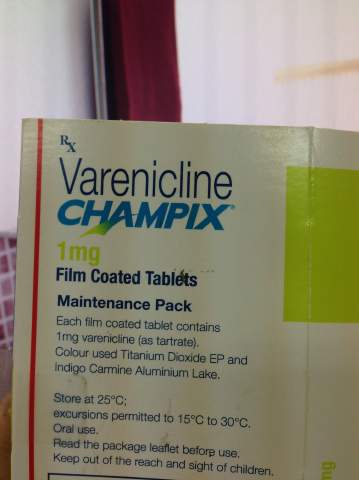 Rx
Varenicline
CHAMPIX®
1mg
Film Coated Tablets
Maintenance Pack
Each film coated tablet contains
1mg varenicline (as tartrate).
Colour used Titanium Dioxide EP and
Indigo Carmine Aluminium Lake.
Store at 25°C;
excursions permitted to 15°C to 30°C.
Oral use.
Read the package leaflet before use.
Keep out of the reach and sight of children.